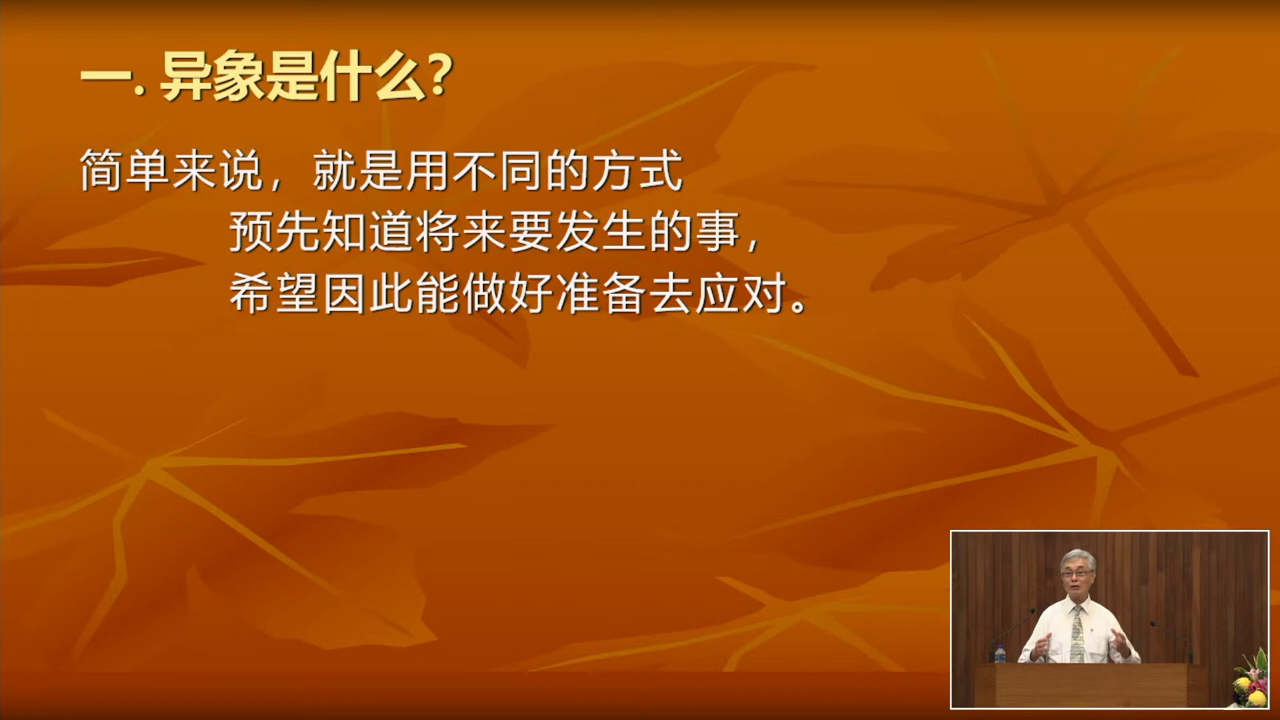 一. 异象是什么?
简单来说，就是用不同的方式
预先知道将来要发生的事，
希望因此能做好准备去应对。